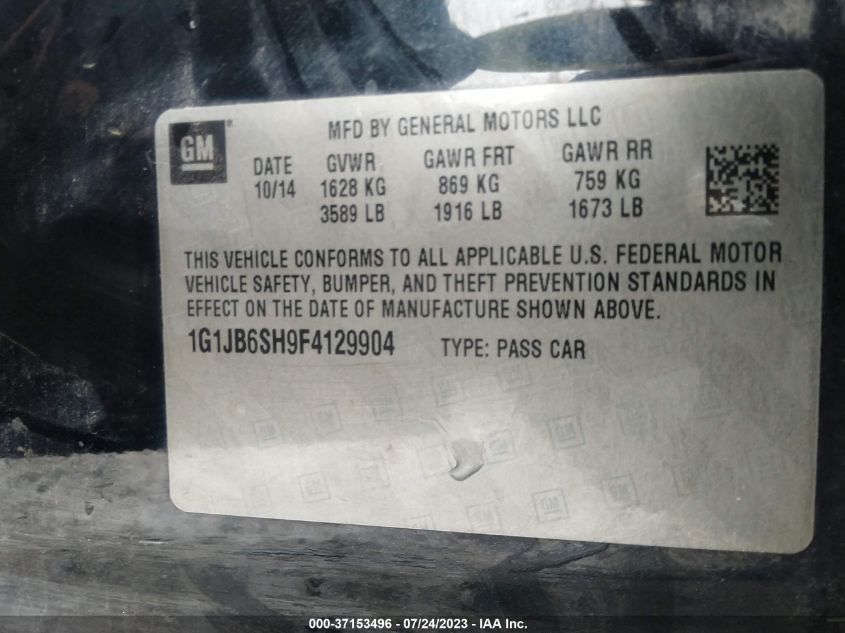 MFD BY GENERAL MOTORS LLC
GM ®
DATE GVWR GAWR FRT GAWR RR
10/14 1628 KG 869 KG 759 KG
3589 LB 1916 LB 1673 LB
THIS VEHICLE CONFORMS TO ALL APPLICABLE U.S. FEDERAL MOTOR
VEHICLE SAFETY, BUMPER, AND THEFT PREVENTION STANDARDS IN
EFFECT ON THE DATE OF MANUFACTURE SHOWN ABOVE.
1G1JB6SH9F4129904 TYPE: PASS CAR
000-37153496 - 07/24/2023 - IAA Inc.